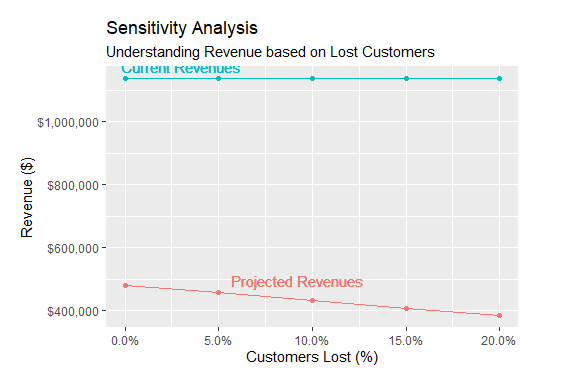 Sensitivity Analysis
Understanding Revenue based on Lost Customers
Current Revenues
$1,000,000
$800,000
$600,000
$400,000
Revenue ($)
Projected Revenues
0.0% 5.0% 10.0% 15.0% 20.0%
Customers Lost (%)